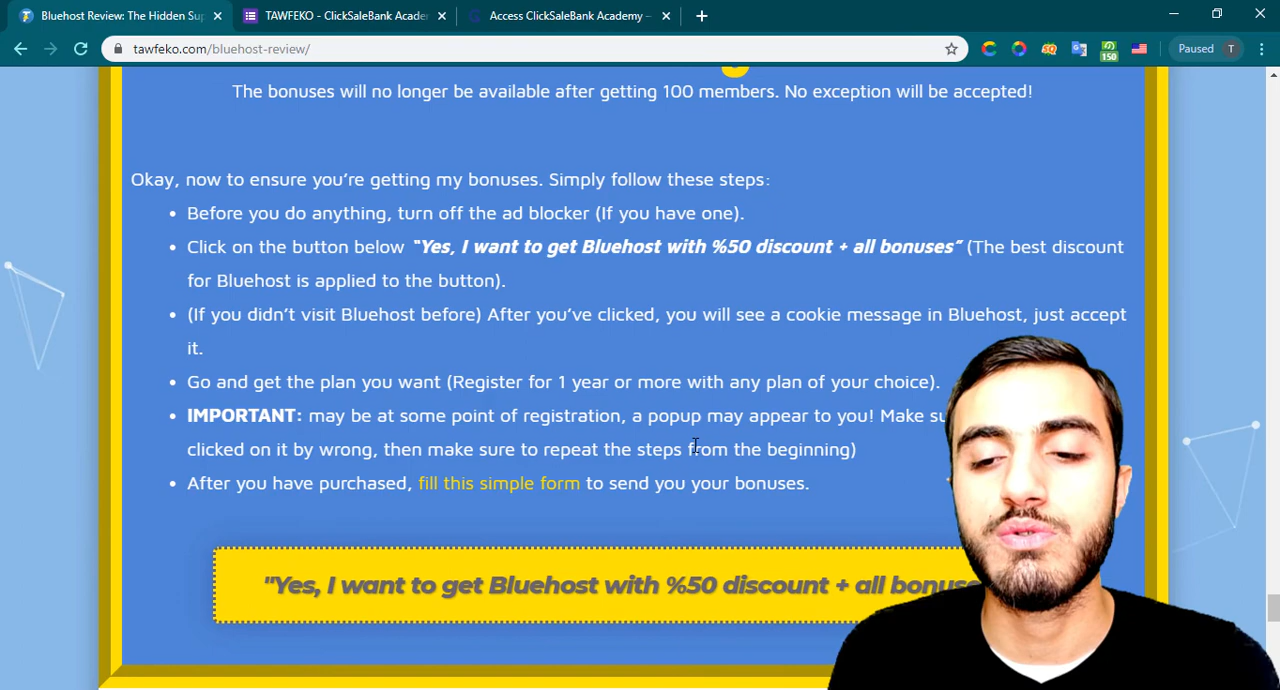 Bluehost Review: The Hidden Sup
TAWFEKO - ClickSaleBank Acader
Access ClickSaleBank Academy –
tawfeko.com/bluehost-review/
150
Paused
T
The bonuses will no longer be available after getting 100 members. No exception will be accepted!
Okay, now to ensure you’re getting my bonuses. Simply follow these steps:
• Before you do anything, turn off the ad blocker (If you have one).
• Click on the button below “Yes, I want to get Bluehost with %50 discount + all bonuses” (The best discount
for Bluehost is applied to the button).
• (If you didn’t visit Bluehost before) After you’ve clicked, you will see a cookie message in Bluehost, just accept
it.
• Go and get the plan you want (Register for 1 year or more with any plan of your choice).
• IMPORTANT: may be at some point of registration, a popup may appear to you! Make su
clicked on it by wrong, then make sure to repeat the steps from the beginning)
• After you have purchased, fill this simple form to send you your bonuses.
"Yes, I want to get Bluehost with %50 discount + all bonuse